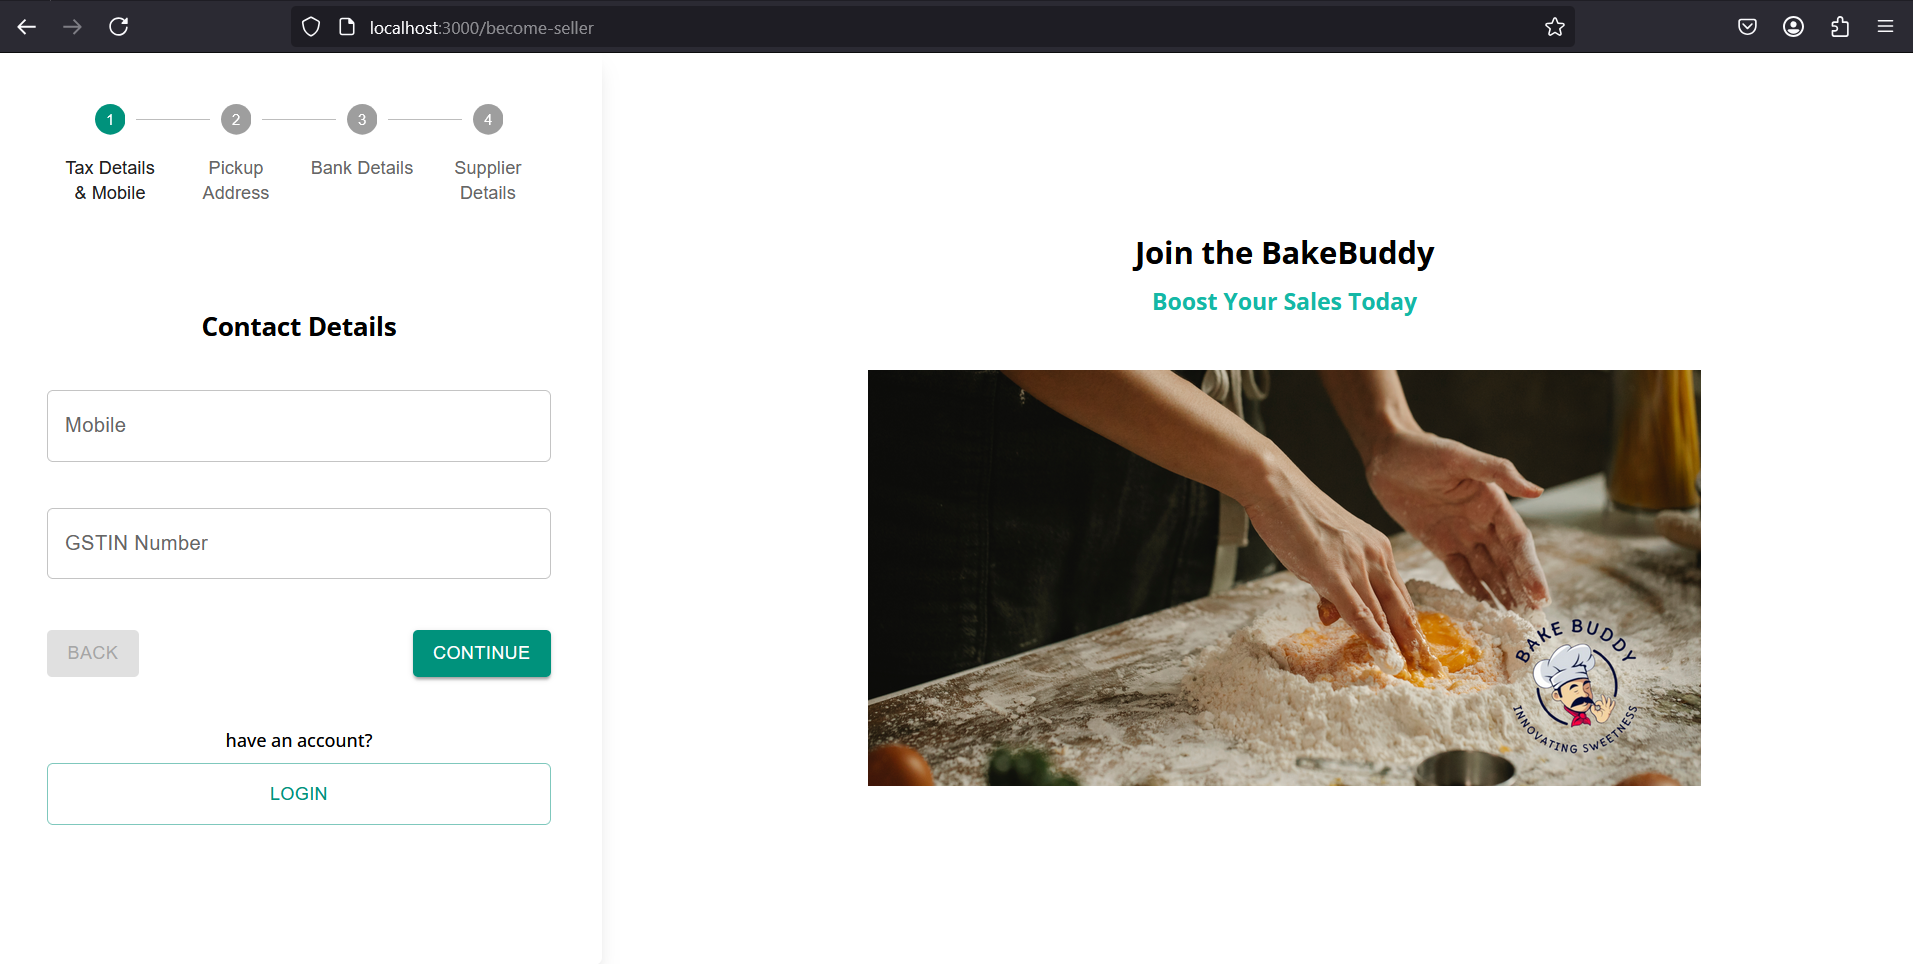 localhost:3000/become-seller
1
2
3
4
Tax Details
& Mobile
Pickup
Address
Bank Details
Supplier
Details
Contact Details
Mobile
GSTIN Number
BACK
CONTINUE
have an account?
LOGIN
Join the BakeBuddy
Boost Your Sales Today
BAKE BUDDY
INNOVATING SWEETNESS